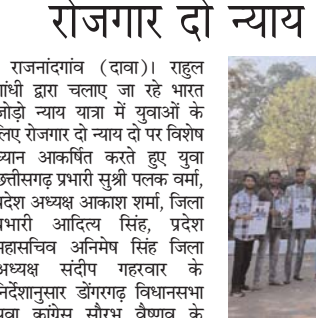 रोजगार दो न्याय
राजनांदगांव (दावा)। राहुल
गांधी द्वारा चलाए जा रहे भारत
जोड़ो न्याय यात्रा में युवाओं के
लिए रोजगार दो न्याय दो पर विशेष
ध्यान आकर्षित करते हुए युवा
छत्तीसगढ़ प्रभारी सुश्री पलक वर्मा,
प्रदेश अध्यक्ष आकाश शर्मा, जिला
प्रभारी आदित्य सिंह, प्रदेश
महासचिव अनिमेष सिंह जिला
अध्यक्ष संदीप गहरवार के
निर्देशानुसार डोंगरगढ़ विधानसभा
युवा कांग्रेस सौरभ वैष्णव के